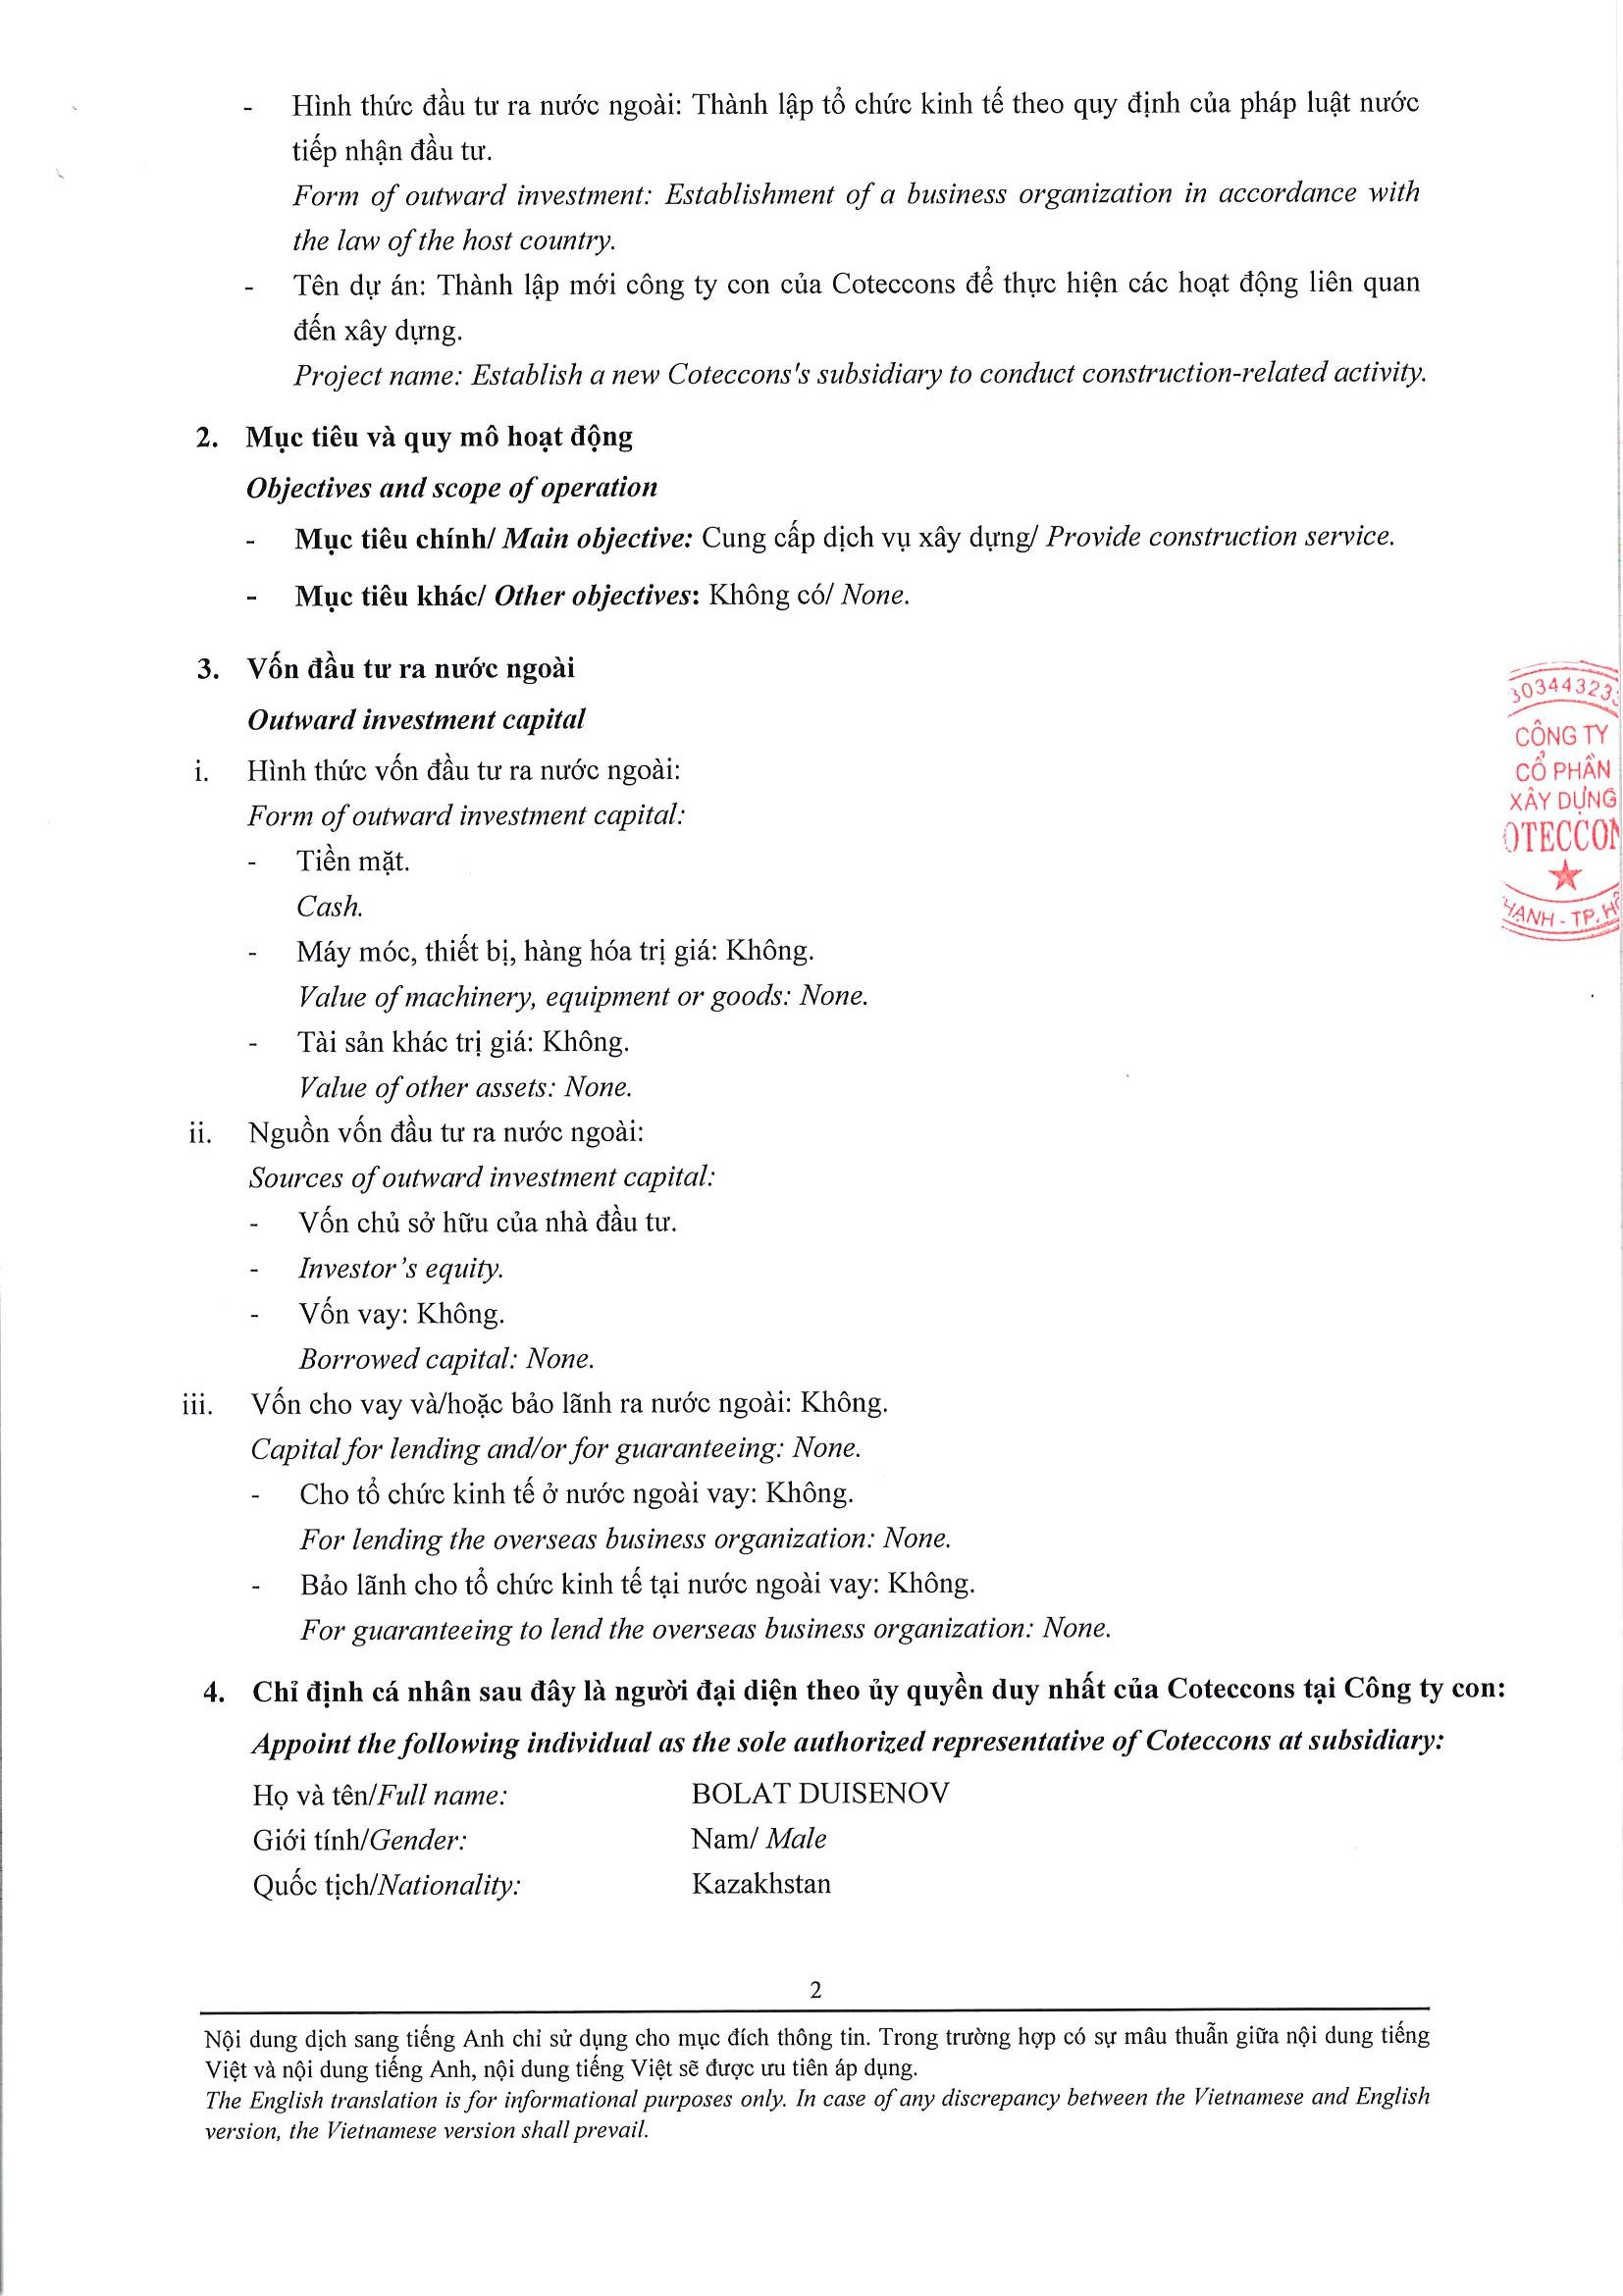 - Hình thức đầu tư ra nước ngoài: Thành lập tổ chức kinh tế theo quy định của pháp luật nước
tiếp nhận đầu tư.
Form of outward investment: Establishment of a business organization in accordance with
the law of the host country.
- Tên dự án: Thành lập mới công ty con của Coteccons để thực hiện các hoạt động liên quan
đến xây dựng.
Project name: Establish a new Coteccons's subsidiary to conduct construction-related activity.
2. Mục tiêu và quy mô hoạt động
Objectives and scope of operation
- Mục tiêu chính/ Main objective: Cung cấp dịch vụ xây dựng/ Provide construction service.
- Mục tiêu khác/ Other objectives: Không có/ None.
3. Vốn đầu tư ra nước ngoài
Outward investment capital
i. Hình thức vốn đầu tư ra nước ngoài:
Form of outward investment capital:
- Tiền mặt.
Cash.
- Máy móc, thiết bị, hàng hóa trị giá: Không.
Value of machinery, equipment or goods: None.
- Tài sản khác trị giá: Không.
Value of other assets: None.
ii. Nguồn vốn đầu tư ra nước ngoài:
Sources of outward investment capital:
- Vốn chủ sở hữu của nhà đầu tư.
- Investor's equity.
- Vốn vay: Không.
Borrowed capital: None.
iii. Vốn cho vay và/hoặc bảo lãnh ra nước ngoài: Không.
Capital for lending and/or for guaranteeing: None.
- Cho tổ chức kinh tế ở nước ngoài vay: Không.
For lending the overseas business organization: None.
- Bảo lãnh cho tổ chức kinh tế tại nước ngoài vay: Không.
For guaranteeing to lend the overseas business organization: None.
4. Chỉ định cá nhân sau đây là người đại diện theo ủy quyền duy nhất của Coteccons tại Công ty con:
Appoint the following individual as the sole authorized representative of Coteccons at subsidiary:
Họ và tên/Full name: BOLAT DUISENOV
Giới tính/Gender: Nam/ Male
Quốc tịch/Nationality: Kazakhstan
CÔNG TY
CỔ PHẦN
XÂY DỰNG
OTECCON
HẠNH - TP. H
2
Nội dung dịch sang tiếng Anh chỉ sử dụng cho mục đích thông tin. Trong trường hợp có sự mâu thuẫn giữa nội dung tiếng
Việt và nội dung tiếng Anh, nội dung tiếng Việt sẽ được ưu tiên áp dụng.
The English translation is for informational purposes only. In case of any discrepancy between the Vietnamese and English
version, the Vietnamese version shall prevail.